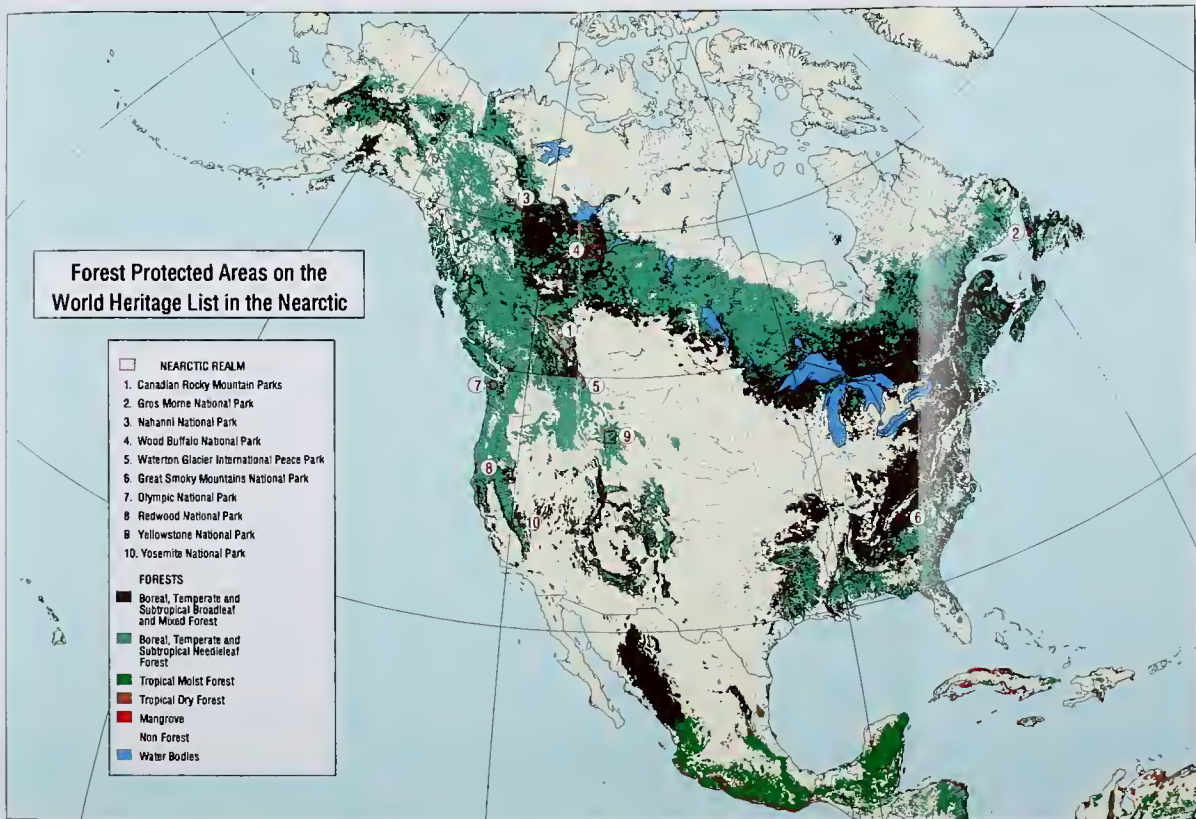 Forest Protected Areas on the
World Heritage List in the Nearctic
NEARCTIC REALM
1. Canadian Rocky Mountain Parks
2. Gros Morne National Park
3. Nahanni National Park
4. Wood Buffalo National Park
5. Waterton Glacier International Peace Park
6. Great Smoky Mountains National Park
7. Olympic National Park
8 Redwood National Park
9 Yellowstone National Park
10. Yosemite National Park
FORESTS
Boreal, Temperate and
Subtropical Broadleaf
and Mixed Forest
Boreal, Temperate and
Subtropical Needleleaf
Forest
Tropical Moist Forest
Tropical Dry Forest
Mangrove
Non Forest
Water Bodies
3
2
4
1
7
5
9
8
10
6